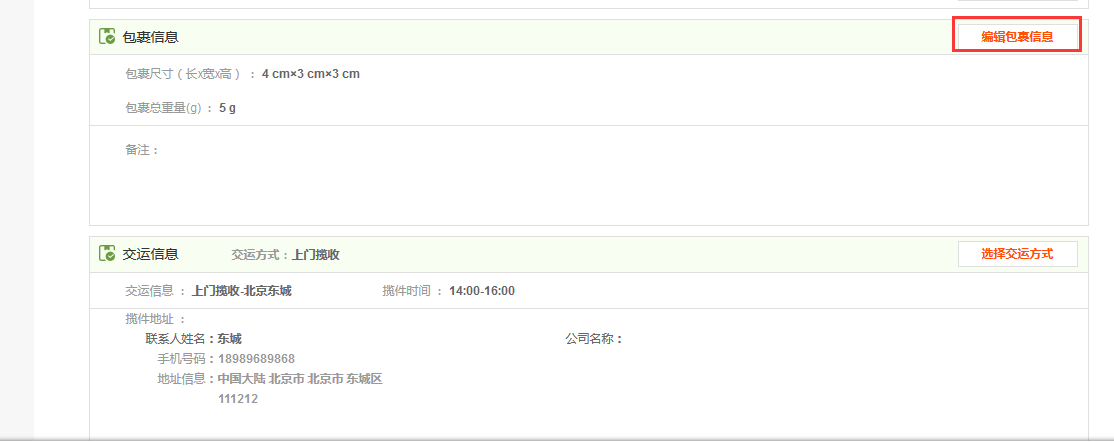 包裹信息 编辑包裹信息
包裹尺寸（长x宽x高）： 4 cm×3 cm×3 cm
包裹总重量(g) ： 5 g
备注：
交运信息 交运方式：上门揽收 选择交运方式
交运信息 ： 上门揽收-北京东城 揽件时间 ： 14:00-16:00
揽件地址 ：
联系人姓名：东城 公司名称：
手机号码：18989689868
地址信息：中国大陆 北京市 北京市 东城区
111212